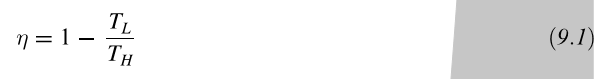 η = 1 − T_L / T_H (9.1)